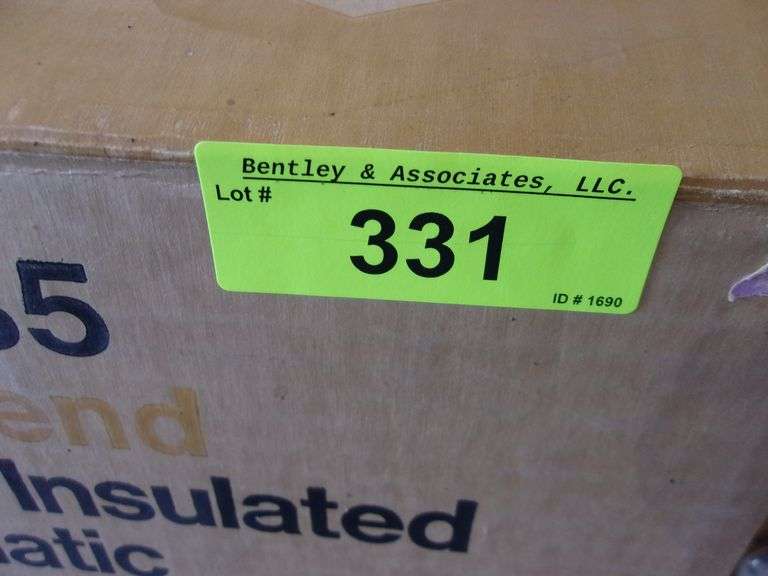 Bentley & Associates, LLC.
Lot #
331
ID # 1690
5
end
Insulated
atic